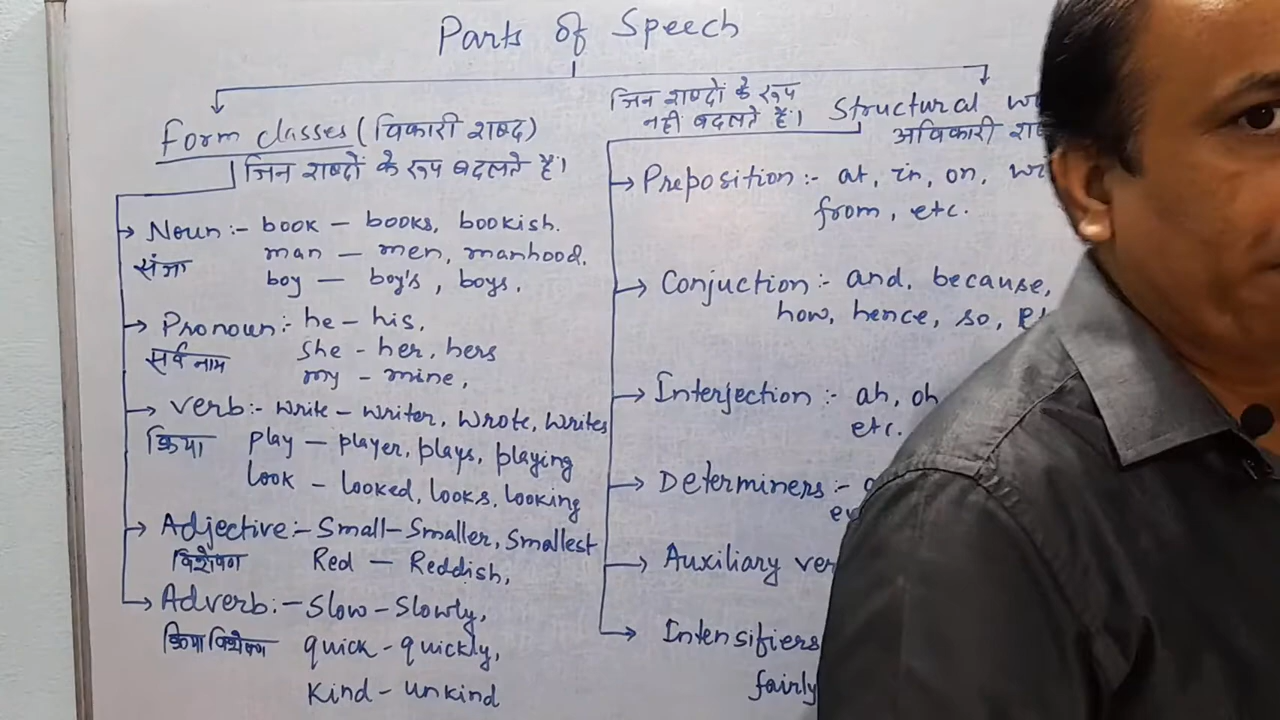 Parts of Speech
Form classes (विकारी शब्द)
जिन शब्दों के रूप बदलते हैं।
Noun :- book – books, bookish.
संज्ञा man – men, manhood.
boy – boy's, boys.
Pronoun :- he – his,
सर्वनाम she - her, hers
my – mine,
Verb :- Write – Writer, Wrote, Writes
क्रिया play – player, plays, playing
Look – Looked, Looks, Looking
Adjective :- Small – Smaller, Smallest
विशेषण Red – Reddish,
Adverb :- Slow – Slowly,
क्रिया विशेषण quick - quickly,
Kind – unkind
जिन शब्दों के रूप
नहीं बदलते हैं।
Structural
अविकारी
Preposition :- at, in, on,
from, etc.
Conjuction :- and, because,
how, hence, so,
Interjection :- ah, oh
etc.
Determiners :-
Auxiliary
Intensifiers
fairly